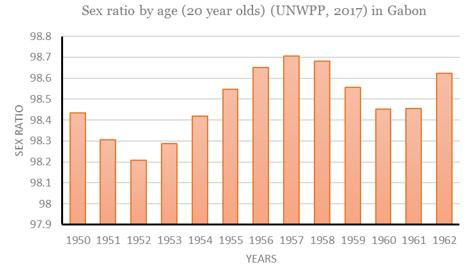 Sex ratio by age (20 year olds) (UNWPP, 2017) in Gabon
98.8
98.7
98.6
98.5
98.4
98.3
98.2
98.1
98
97.9
SEX RATIO
1950 1951 1952 1953 1954 1955 1956 1957 1958 1959 1960 1961 1962
YEARS